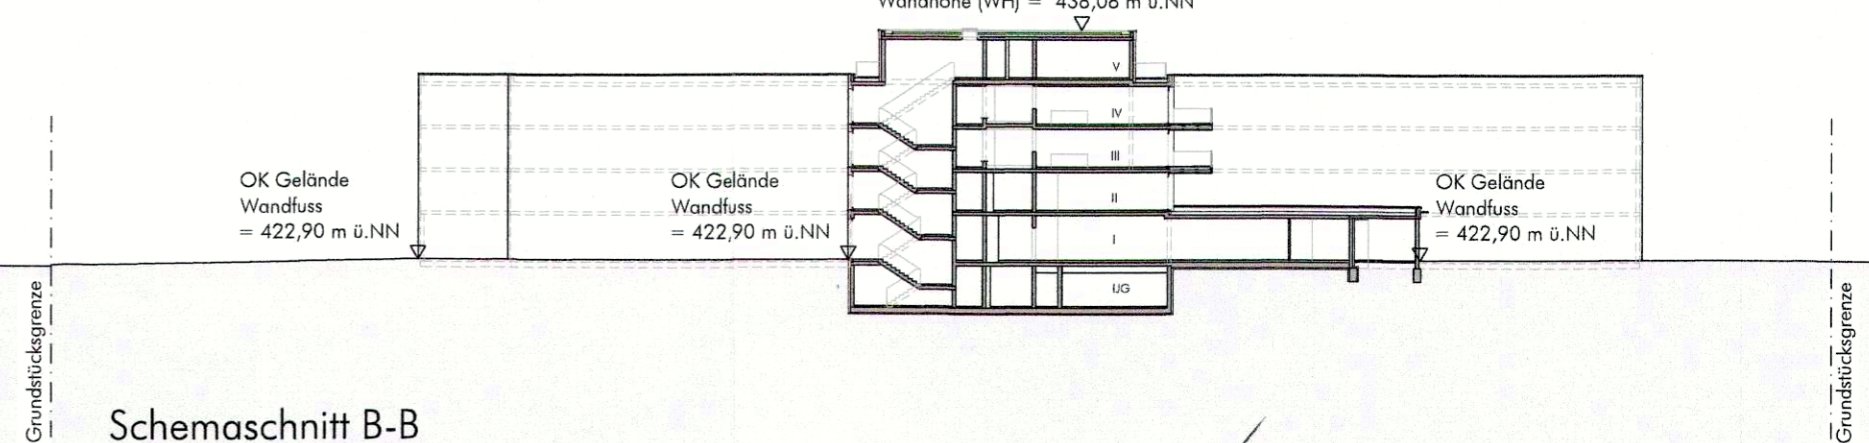 Wandhöhe (WH) = 438,08 m ü.NN
V
IV
III
II
I
UG
OK Gelände
Wandfuss
= 422,90 m ü.NN
OK Gelände
Wandfuss
= 422,90 m ü.NN
OK Gelände
Wandfuss
= 422,90 m ü.NN
Grundstücksgrenze
Grundstücksgrenze
Schemaschnitt B-B